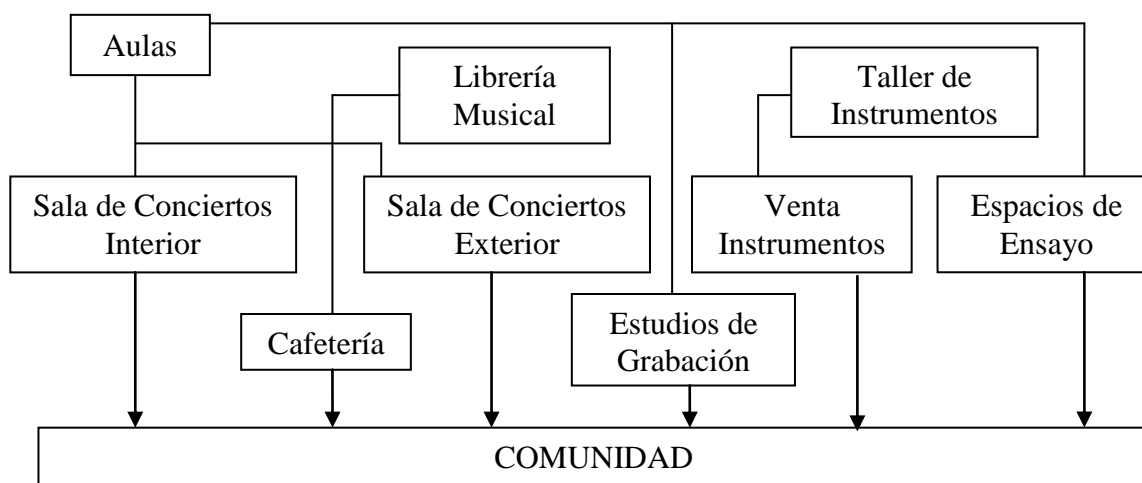 Aulas
Librería
Musical
Taller de
Instrumentos
Sala de Conciertos
Interior
Sala de Conciertos
Exterior
Venta
Instrumentos
Espacios de
Ensayo
Cafetería
Estudios de
Grabación
COMUNIDAD